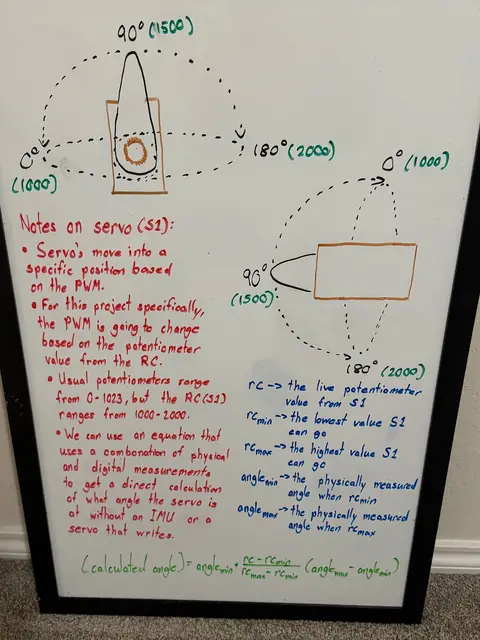 90° (1500)
0°
(1000)
180° (2000)
0° (1000)
90°
(1500)
180° (2000)
Notes on servo (S1):
• Servo's move into a
specific position based
on the PWM.
• For this project specifically,
the PWM is going to change
based on the potentiometer
value from the RC.
• Usual potentiometers range
from 0-1023, but the RC(S1)
ranges from 1000-2000.
• We can use an equation that
uses a combonation of physical
and digital measurements
to get a direct calculation
of what angle the servo is
at without an IMU or a
servo that writes.
rc → the live potentiometer
value from S1
rcmin → the lowest value S1
can go
rcmax → the highest value S1
can go
anglemin → the physically measured
angle when rcmin
anglemax → the physically measured
angle when rcmax
(calculated angle) = anglemin + (rc - rcmin)/(rcmax - rcmin) (anglemax - anglemin)